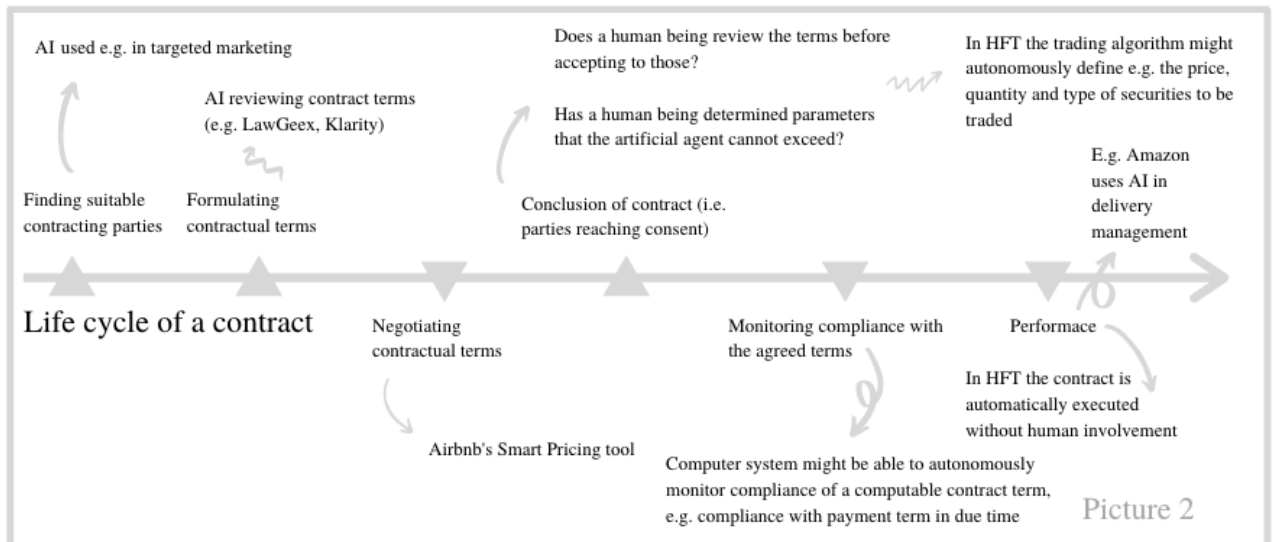 AI used e.g. in targeted marketing
AI reviewing contract terms
(e.g. LawGeex, Klarity)
Does a human being review the terms before
accepting to those?
Has a human being determined parameters
that the artificial agent cannot exceed?
In HFT the trading algorithm might
autonomously define e.g. the price,
quantity and type of securities to be
traded
E.g. Amazon
uses AI in
delivery
management
Finding suitable
contracting parties
Formulating
contractual terms
Conclusion of contract (i.e.
parties reaching consent)
Life cycle of a contract
Negotiating
contractual terms
Monitoring compliance with
the agreed terms
Performace
In HFT the contract is
automatically executed
without human involvement
Airbnb's Smart Pricing tool
Computer system might be able to autonomously
monitor compliance of a computable contract term,
e.g. compliance with payment term in due time
Picture 2